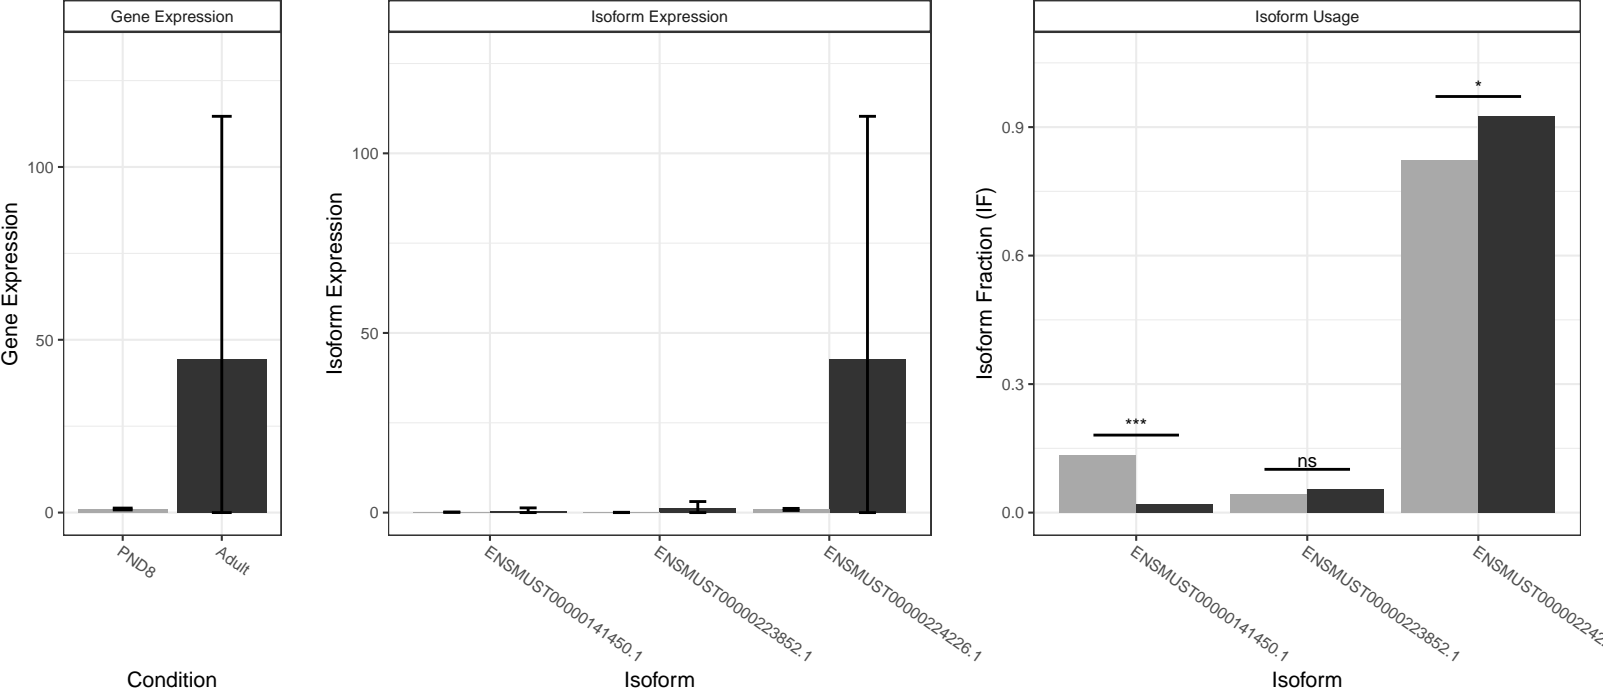 Gene Expression
Gene Expression
100
50
0
PND8
Adult
Condition
Isoform Expression
Isoform Expression
100
50
0
ENSMUST00000141450.1
ENSMUST00000223852.1
ENSMUST00000224226.1
Isoform
Isoform Usage
Isoform Fraction (IF)
0.9
0.6
0.3
0.0
***
ns
*
ENSMUST00000141450.1
ENSMUST00000223852.1
ENSMUST0000022422
Isoform